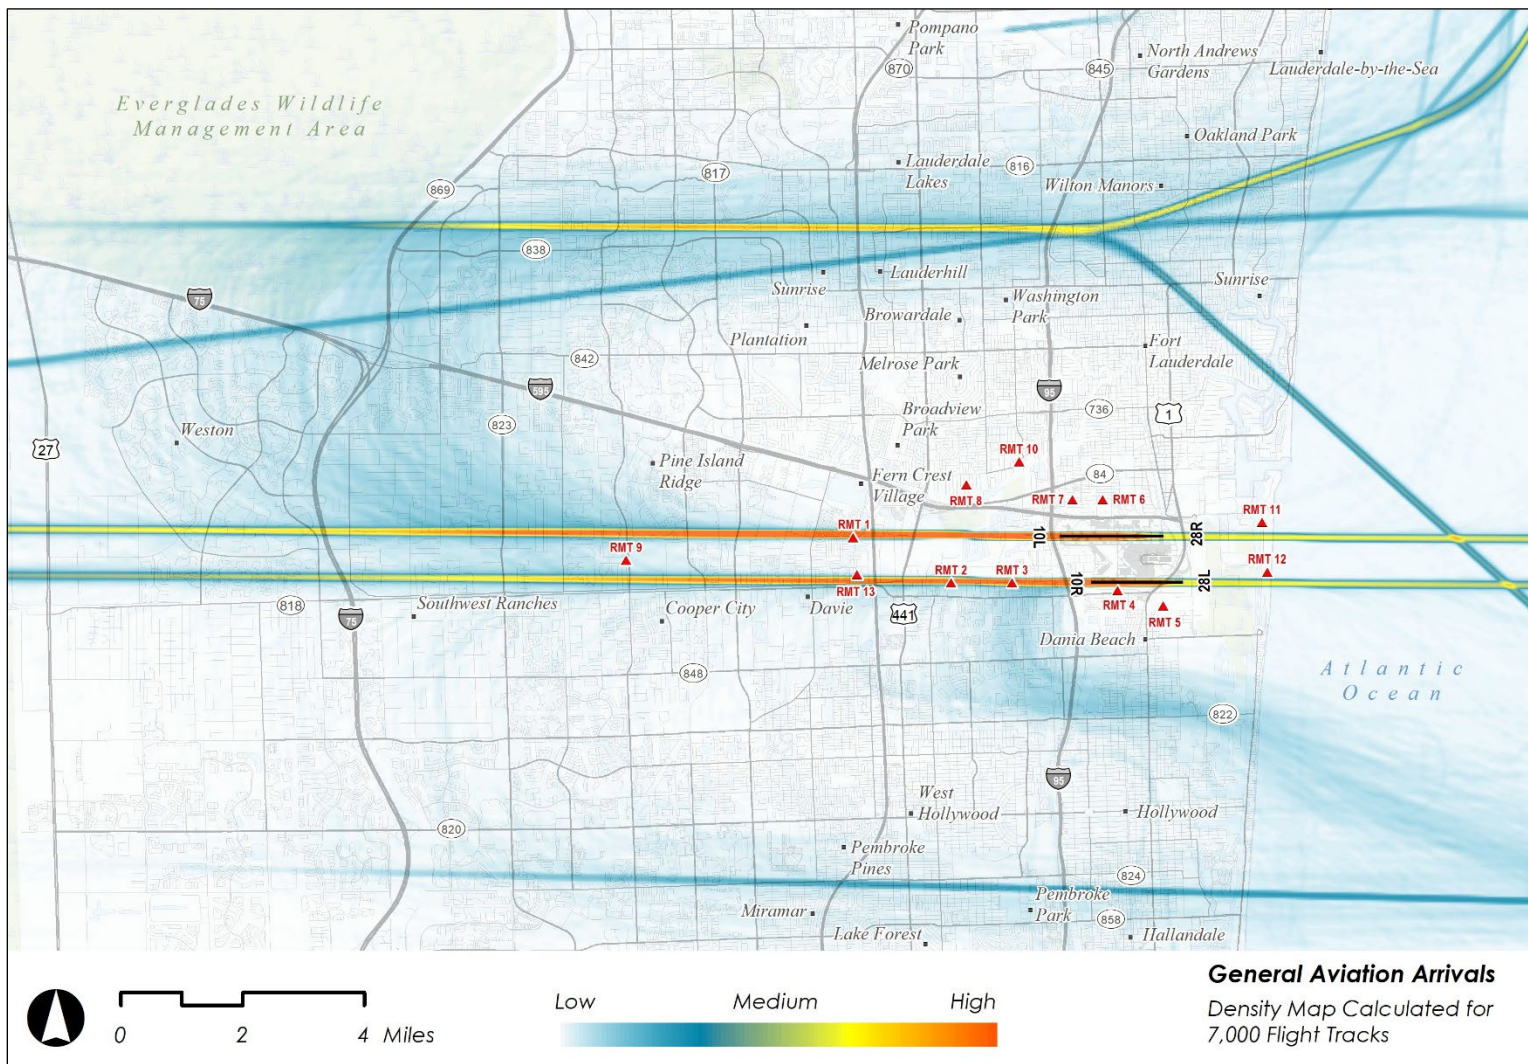 Pompano
Park
870
845
North Andrews
Gardens
Lauderdale-by-the-Sea
Everglades Wildlife
Management Area
Oakland Park
817
Lauderdale
Lakes
816
869
Wilton Manors
838
Lauderhill
Sunrise
Sunrise
75
Washington
Park
Browardale
Plantation
Fort
Lauderdale
842
Melrose Park
595
95
736
1
823
Broadview
Park
Weston
27
RMT 10
Pine Island
Ridge
84
Fern Crest
Village
RMT 8
RMT 7
RMT 6
RMT 11
RMT 1
10L
28R
RMT 9
RMT 12
RMT 2
RMT 3
10R
28L
RMT 13
RMT 4
818
Southwest Ranches
Cooper City
Davie
441
75
RMT 5
Dania Beach
848
Atlantic
Ocean
822
95
West
Hollywood
Hollywood
820
Pembroke
Pines
824
Pembroke
Park
Miramar
858
Lake Forest
Hallandale
General Aviation Arrivals
Density Map Calculated for
7,000 Flight Tracks
Low Medium High
0 2 4 Miles